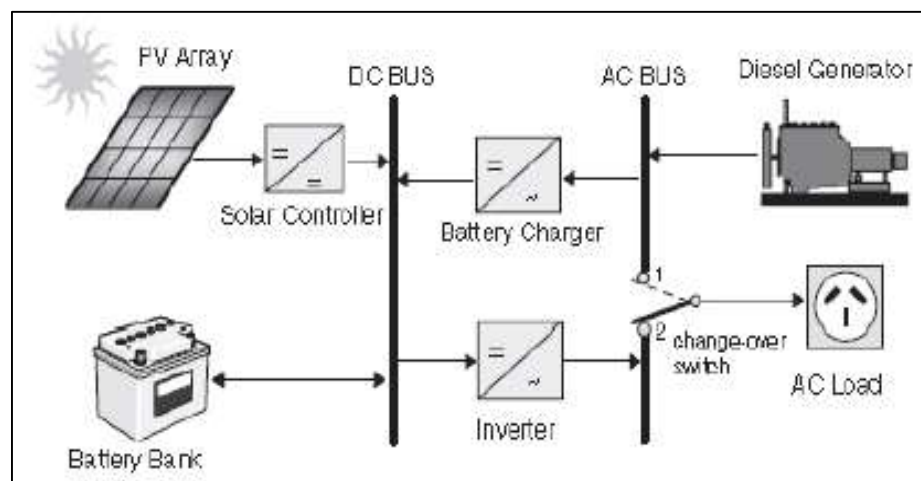 PV Array
DC BUS
AC BUS
Diesel Generator
Solar Controller
Battery Charger
1
2
change-over
switch
AC Load
Inverter
Battery Bank